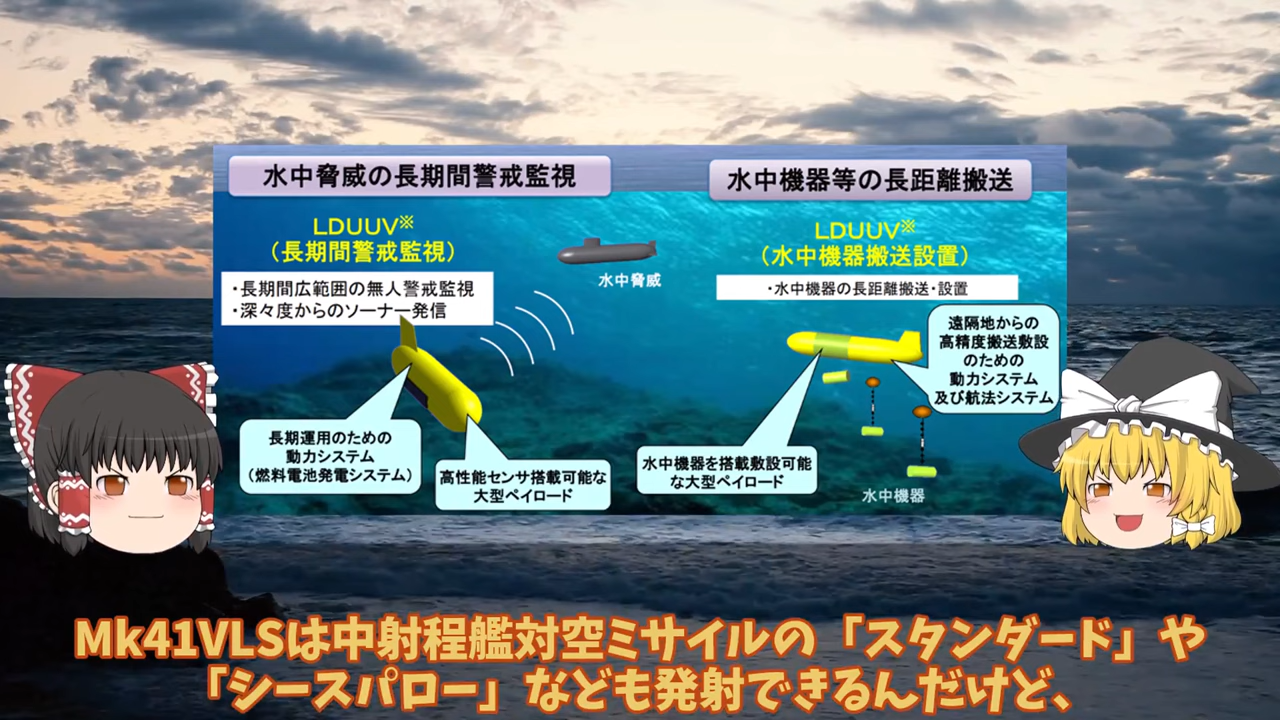 水中脅威の長期間警戒監視
LDUUV※
（長期間警戒監視）
・長期間広範囲の無人警戒監視
・深々度からのソーナー発信
水中脅威
長期運用のための
動力システム
（燃料電池発電システム）
高性能センサ搭載可能な
大型ペイロード
水中機器等の長距離搬送
LDUUV※
（水中機器搬送設置）
・水中機器の長距離搬送・設置
遠隔地からの
高精度搬送敷設
のための
動力システム
及び航法システム
水中機器を搭載敷設可能
な大型ペイロード
水中機器
Mk41VLSは中射程艦対空ミサイルの「スタンダード」や
「シースパロー」なども発射できるんだけど、